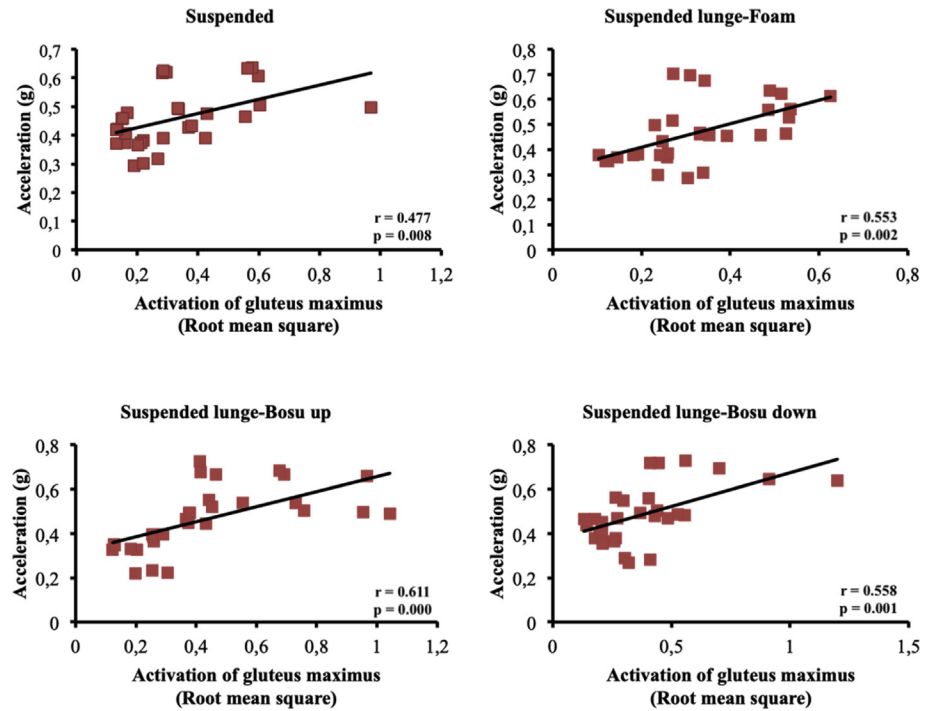 Suspended
0,7
0,6
0,5
0,4
0,3
0,2
0,1
0
Acceleration (g)
r = 0.477
p = 0.008
0 0,2 0,4 0,6 0,8 1 1,2
Activation of gluteus maximus
(Root mean square)
Suspended lunge-Foam
0,8
0,7
0,6
0,5
0,4
0,3
0,2
0,1
0
Acceleration (g)
r = 0.553
p = 0.002
0 0,2 0,4 0,6 0,8
Activation of gluteus maximus
(Root mean square)
Suspended lunge-Bosu up
0,8
0,6
0,4
0,2
0
Acceleration (g)
r = 0.611
p = 0.000
0 0,2 0,4 0,6 0,8 1 1,2
Activation of gluteus maximus
(Root mean square)
Suspended lunge-Bosu down
0,8
0,6
0,4
0,2
0
Acceleration (g)
r = 0.558
p = 0.001
0 0,5 1 1,5
Activation of gluteus maximus
(Root mean square)